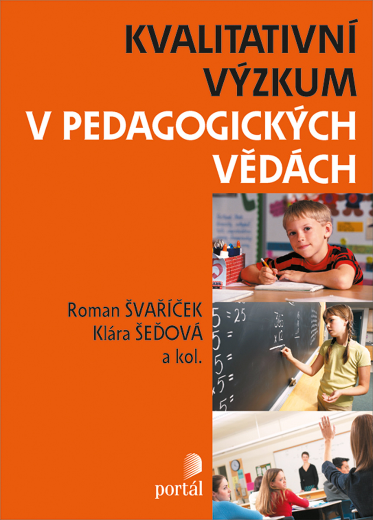 KVALITATIVNÍ
VÝZKUM
V PEDAGOGICKÝCH
VĚDÁCH
Roman ŠVAŘÍČEK
Klára ŠEĎOVÁ
a kol.
portál